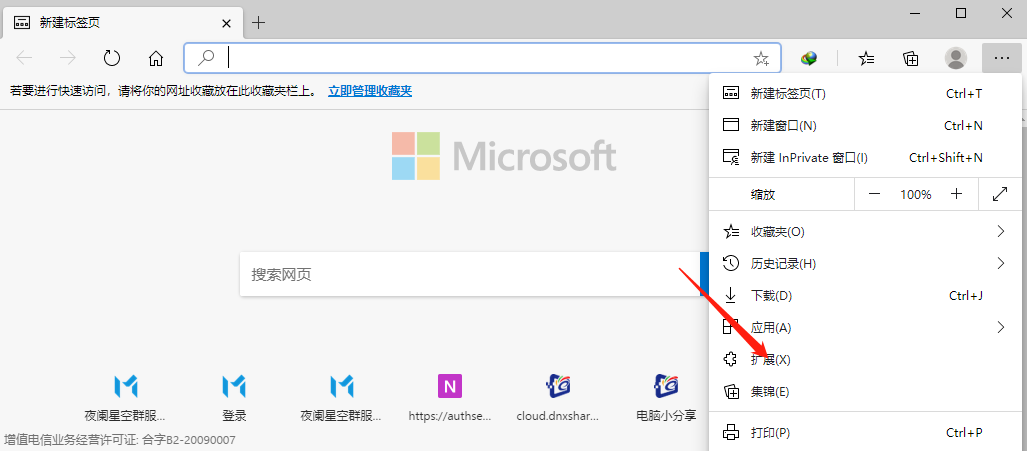 新建标签页
若要进行快速访问，请将你的网址收藏放在此收藏夹栏上。 立即管理收藏夹
Microsoft
搜索网页
夜阑星空群服... 登录 夜阑星空群服... https://authse... cloud.dnxshar... 电脑小分享
增值电信业务经营许可证: 合字B2-20090007
新建标签页(T) Ctrl+T
新建窗口(N) Ctrl+N
新建 InPrivate 窗口(I) Ctrl+Shift+N
缩放 — 100% +
收藏夹(O)
历史记录(H)
下载(D) Ctrl+J
应用(A)
扩展(X)
集锦(E)
打印(P) Ctrl+P